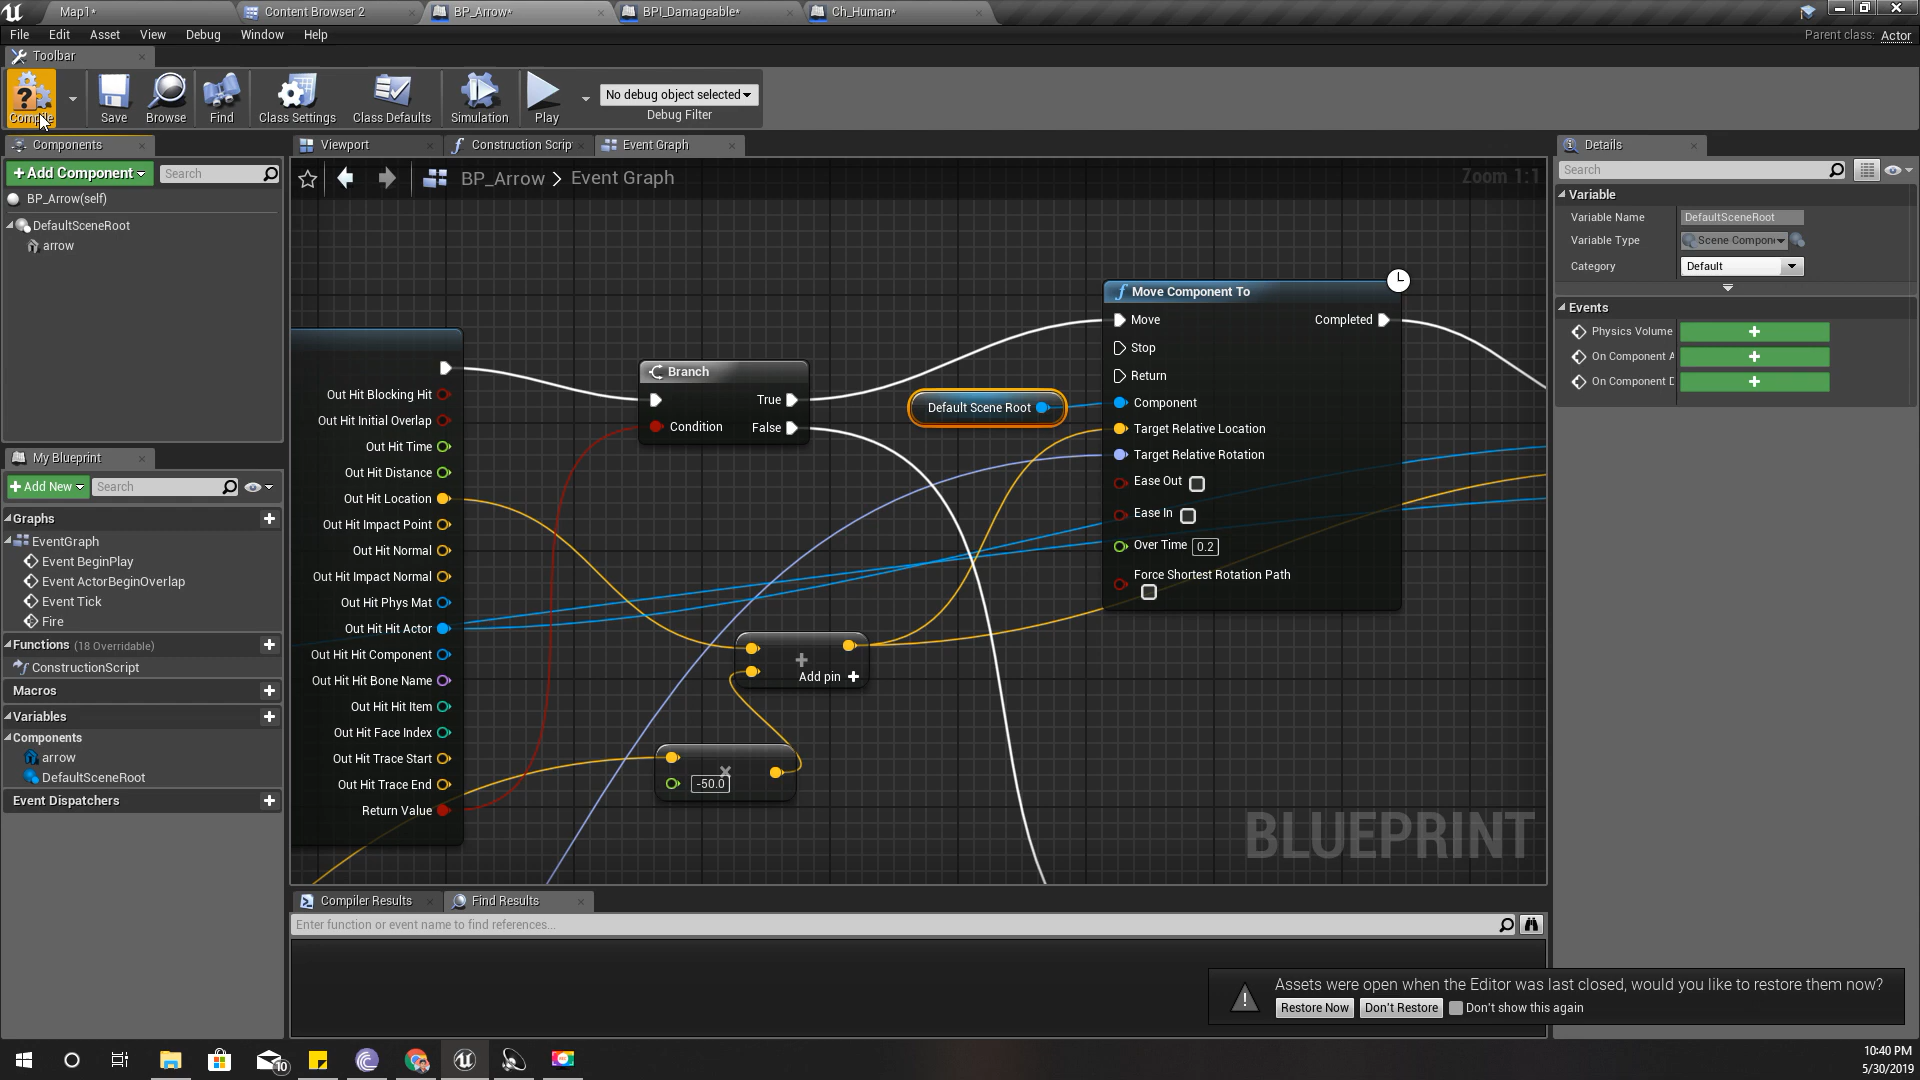 Map1*
Content Browser 2
BP_Arrow*
BPI_Damageable*
Ch_Human*
File Edit Asset View Debug Window Help
Parent class: Actor
Toolbar
Compile
Save
Browse
Find
Class Settings
Class Defaults
Simulation
Play
No debug object selected
Debug Filter
Components
+Add Component
Search
BP_Arrow(self)
DefaultSceneRoot
arrow
My Blueprint
+Add New
Search
Graphs
EventGraph
Event BeginPlay
Event ActorBeginOverlap
Event Tick
Fire
Functions (18 Overridable)
ConstructionScript
Macros
Variables
Components
arrow
DefaultSceneRoot
Event Dispatchers
Viewport
Construction Scrip
Event Graph
BP_Arrow > Event Graph
Zoom 1:1
Out Hit Blocking Hit
Out Hit Initial Overlap
Out Hit Time
Out Hit Distance
Out Hit Location
Out Hit Impact Point
Out Hit Normal
Out Hit Impact Normal
Out Hit Phys Mat
Out Hit Hit Actor
Out Hit Hit Component
Out Hit Hit Bone Name
Out Hit Hit Item
Out Hit Face Index
Out Hit Trace Start
Out Hit Trace End
Return Value
Branch
True
Condition
False
Default Scene Root
Add pin +
-50.0
Move Component To
Move
Completed
Stop
Return
Component
Target Relative Location
Target Relative Rotation
Ease Out
Ease In
Over Time 0.2
Force Shortest Rotation Path
BLUEPRINT
Compiler Results
Find Results
Enter function or event name to find references...
Details
Search
Variable
Variable Name DefaultSceneRoot
Variable Type Scene Compon
Category Default
Events
Physics Volume
On Component A
On Component D
Assets were open when the Editor was last closed, would you like to restore them now?
Restore Now
Don't Restore
Don't show this again
10
10:40 PM
5/30/2019